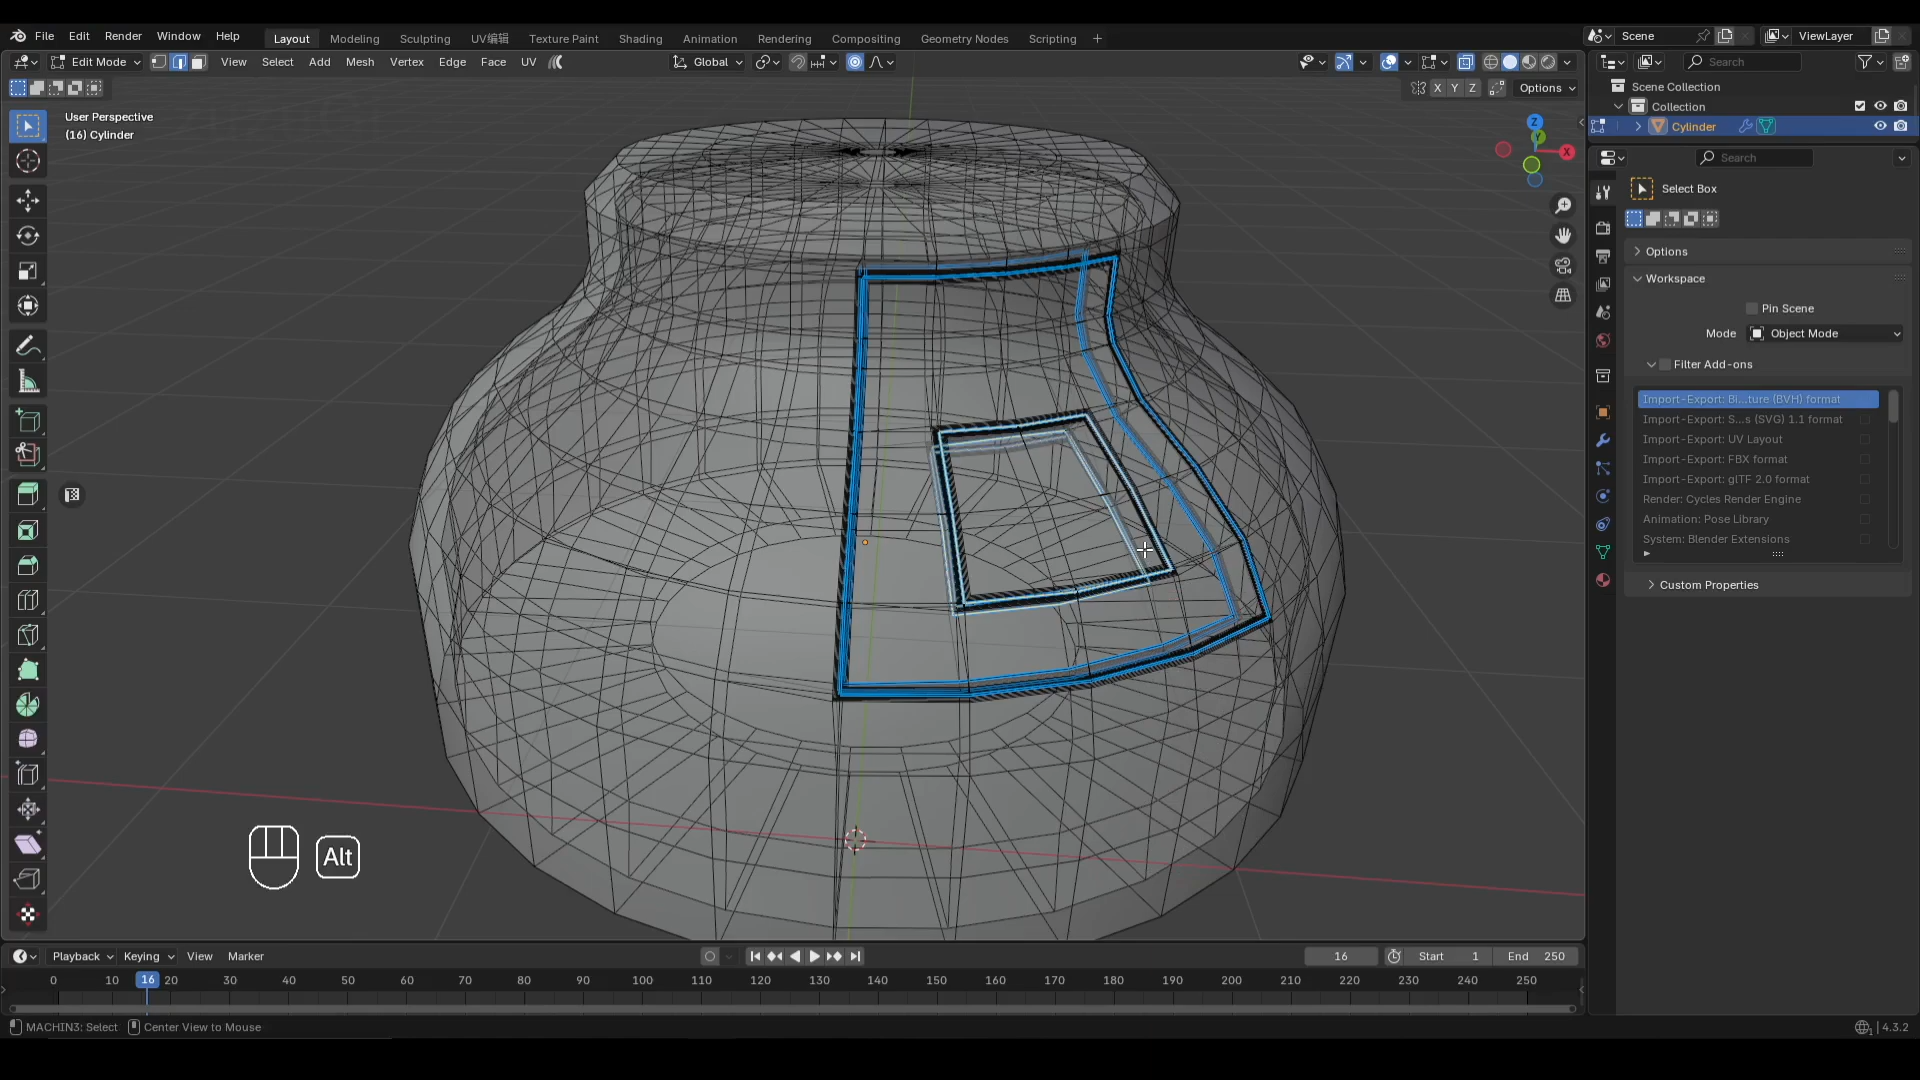 File Edit Render Window Help
Layout Modeling Sculpting UV编辑 Texture Paint Shading Animation Rendering Compositing Geometry Nodes Scripting +
Scene
ViewLayer
Edit Mode View Select Add Mesh Vertex Edge Face UV
Global
Search
X Y Z Options
Scene Collection
Collection
Cylinder
User Perspective
(16) Cylinder
Z
Y
X
Search
Select Box
Options
Workspace
Pin Scene
Mode Object Mode
Filter Add-ons
Import-Export: Bi...ture (BVH) format
Import-Export: S...s (SVG) 1.1 format
Import-Export: UV Layout
Import-Export: FBX format
Import-Export: glTF 2.0 format
Render: Cycles Render Engine
Animation: Pose Library
System: Blender Extensions
Custom Properties
Alt
Playback Keying View Marker
16
Start 1 End 250
0 10 16 20 30 40 50 60 70 80 90 100 110 120 130 140 150 160 170 180 190 200 210 220 230 240 250
MACHIN3: Select Center View to Mouse
4.3.2